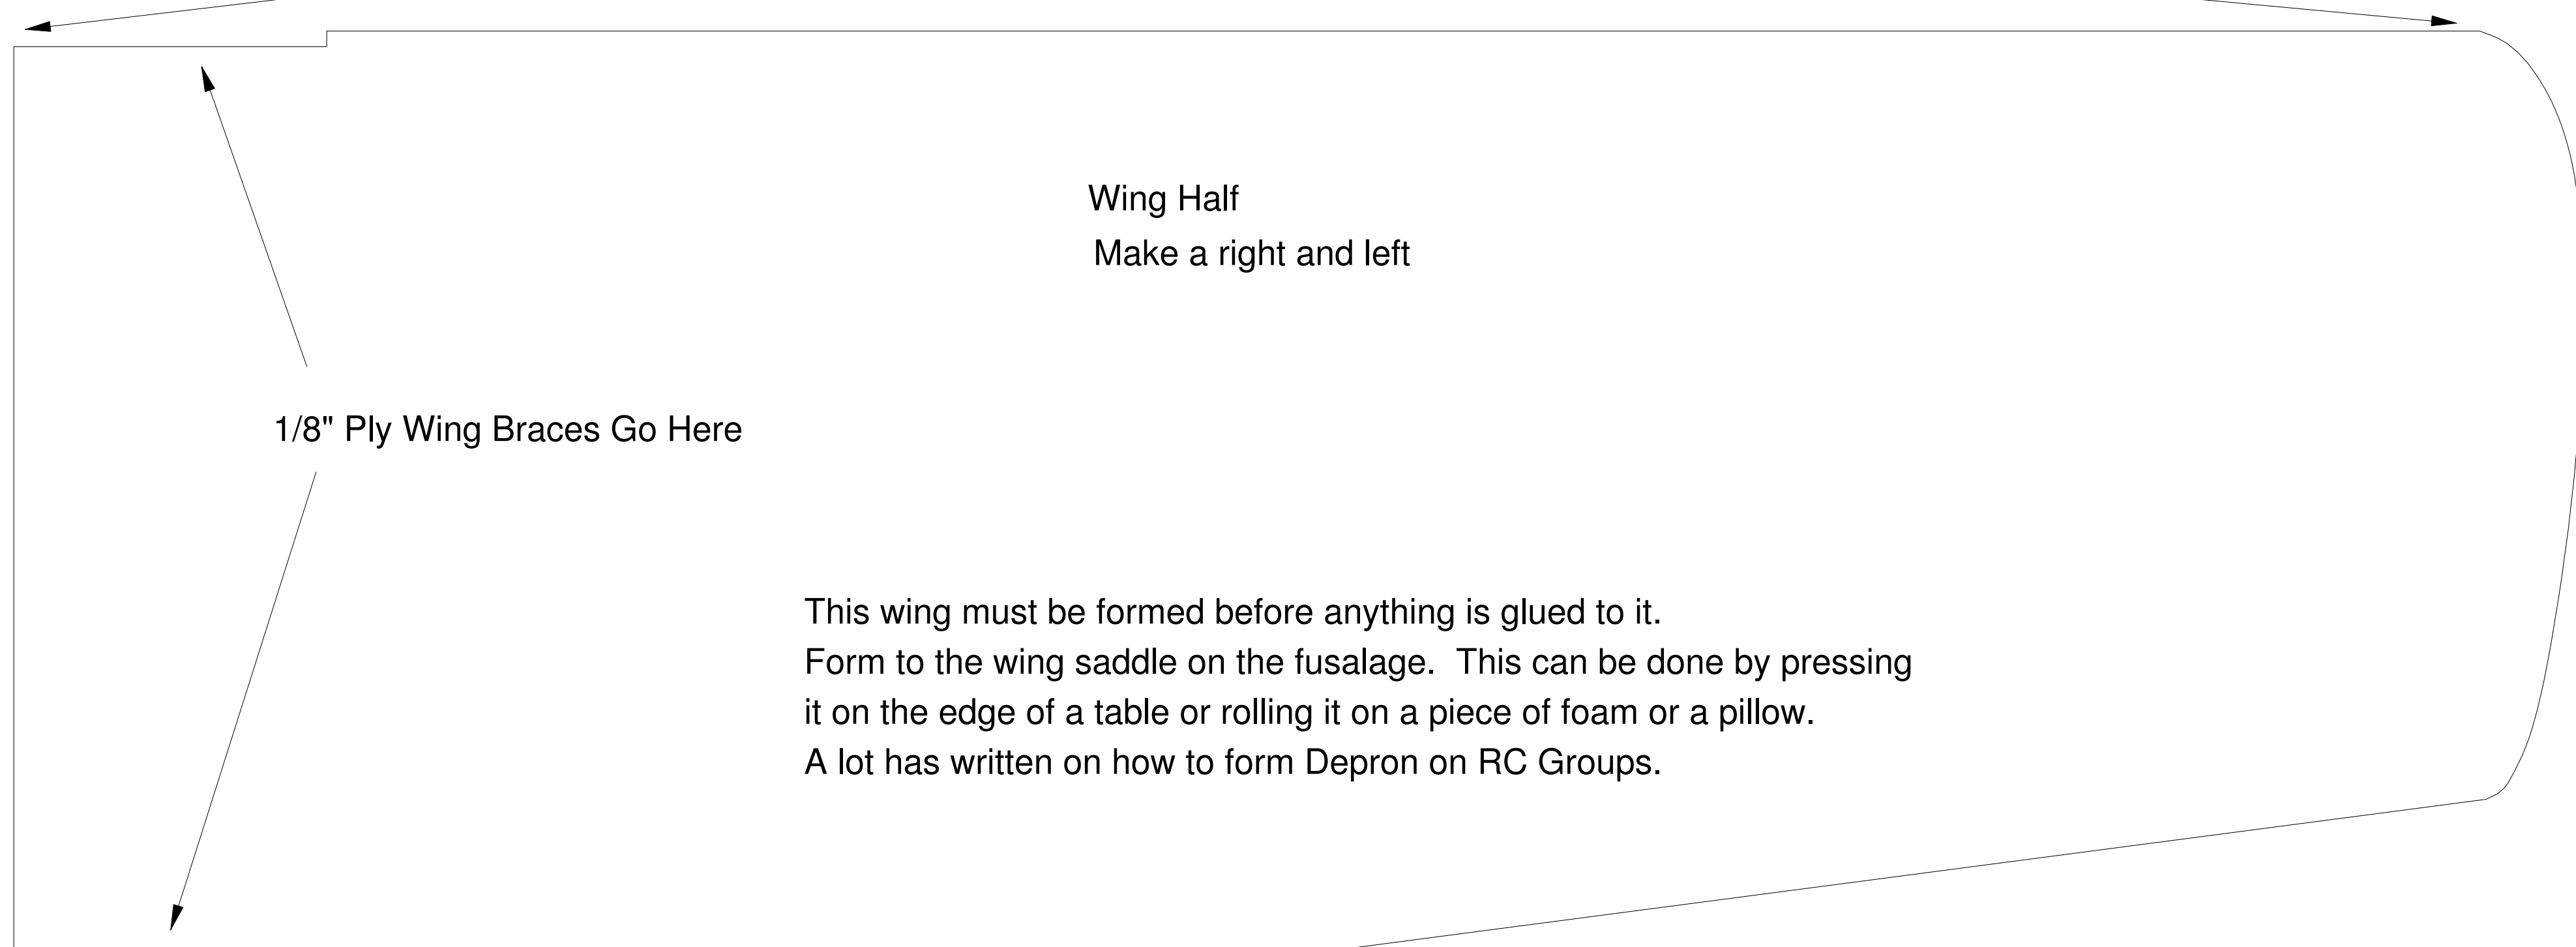 Wing Half
Make a right and left
1/8" Ply Wing Braces Go Here
This wing must be formed before anything is glued to it.
Form to the wing saddle on the fusalage.  This can be done by pressing
it on the edge of a table or rolling it on a piece of foam or a pillow.
A lot has written on how to form Depron on RC Groups.